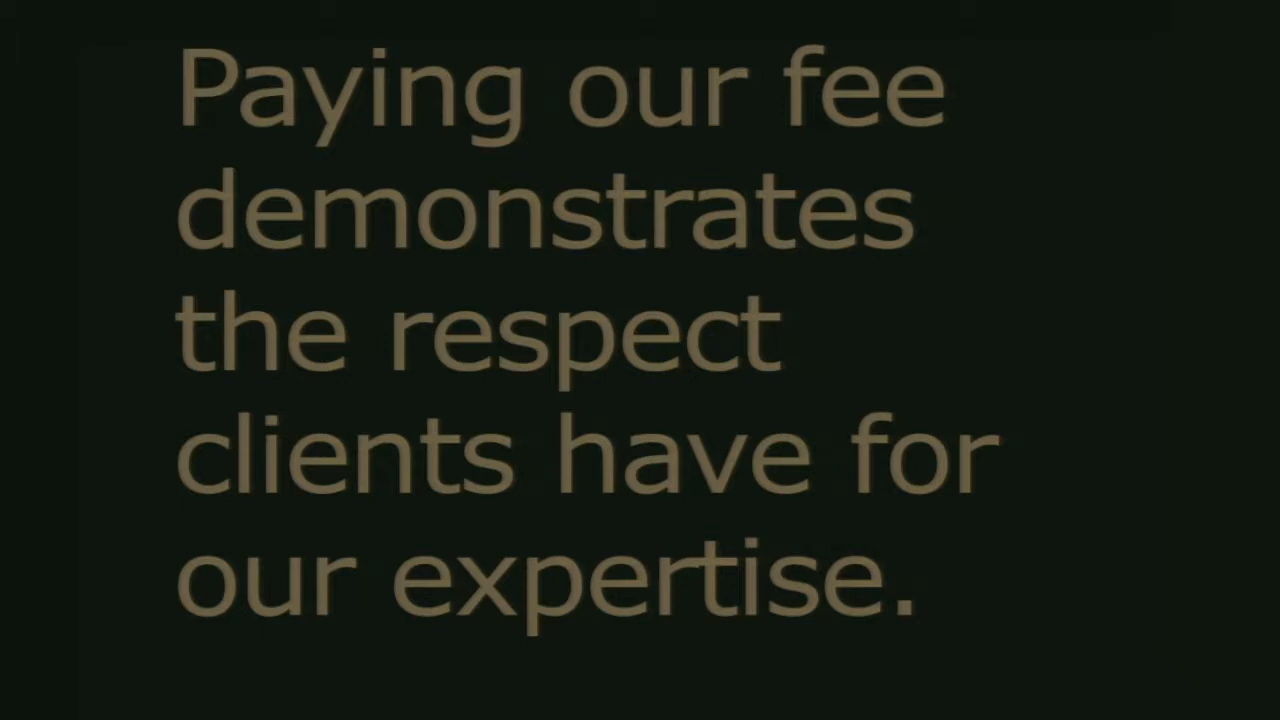 Paying our fee
demonstrates
the respect
clients have for
our expertise.